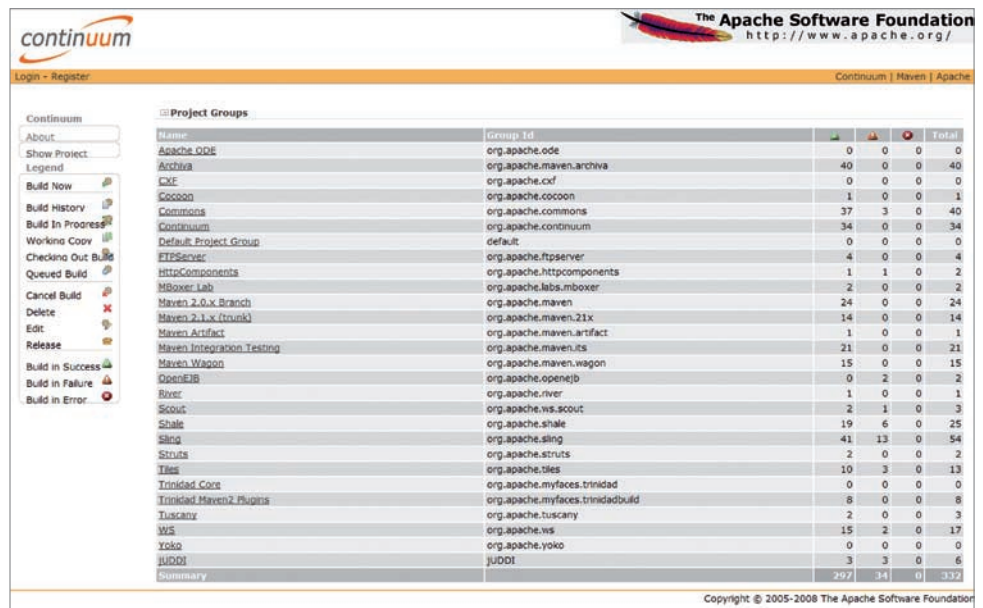 continuum
The Apache Software Foundation
http://www.apache.org/
Login - Register
Continuum | Maven | Apache
Continuum
About
Show Project
Legend
Build Now
Build History
Build In Progress
Working Copy
Checking Out Build
Queued Build
Cancel Build
Delete
Edit
Release
Build in Success
Build in Failure
Build in Error
Project Groups
Name Group Id Total
Apache ODE org.apache.ode 0 0 0 0
Archiva org.apache.maven.archiva 40 0 0 40
CXF org.apache.cxf 0 0 0 0
Cocoon org.apache.cocoon 1 0 0 1
Commons org.apache.commons 37 3 0 40
Continuum org.apache.continuum 34 0 0 34
Default Project Group default 0 0 0 0
FTPServer org.apache.ftpserver 4 0 0 4
HttpComponents org.apache.httpcomponents 1 1 0 2
MBoxer Lab org.apache.labs.mboxer 2 0 0 2
Maven 2.0.x Branch org.apache.maven 24 0 0 24
Maven 2.1.x (trunk) org.apache.maven.21x 14 0 0 14
Maven Artifact org.apache.maven.artifact 1 0 0 1
Maven Integration Testing org.apache.maven.its 21 0 0 21
Maven Wagon org.apache.maven.wagon 15 0 0 15
OpenEJB org.apache.openejb 0 2 0 2
River org.apache.river 1 0 0 1
Scout org.apache.ws.scout 2 1 0 3
Shale org.apache.shale 19 6 0 25
Sling org.apache.sling 41 13 0 54
Struts org.apache.struts 2 0 0 2
Tiles org.apache.tiles 10 3 0 13
Trinidad Core org.apache.myfaces.trinidad 0 0 0 0
Trinidad Maven2 Plugins org.apache.myfaces.trinidadbuild 8 0 0 8
Tuscany org.apache.tuscany 2 0 0 3
WS org.apache.ws 15 2 0 17
Yoko org.apache.yoko 0 0 0 0
jUDDI jUDDI 3 3 0 6
Summary 297 34 0 332
Copyright © 2005-2008 The Apache Software Foundation